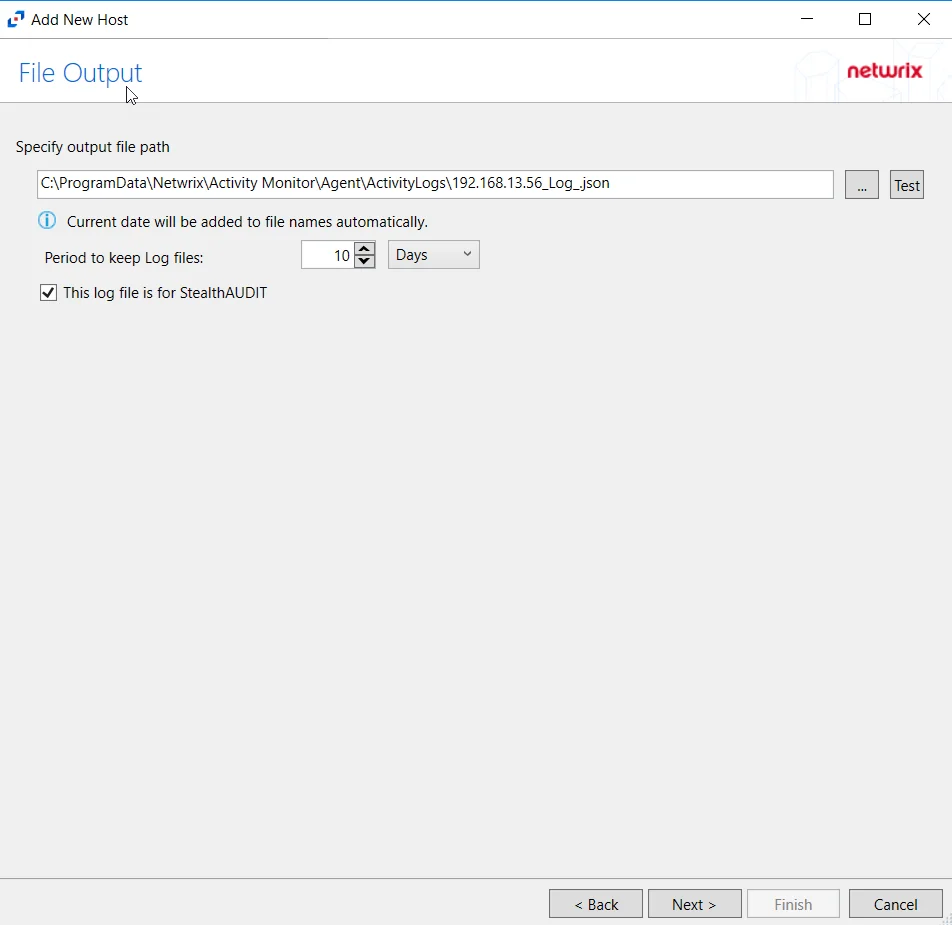 Add New Host
File Output
netwrix
Specify output file path
C:\ProgramData\Netwrix\Activity Monitor\Agent\ActivityLogs\192.168.13.56_Log_.json
...
Test
Current date will be added to file names automatically.
Period to keep Log files:
10
Days
This log file is for StealthAUDIT
< Back
Next >
Finish
Cancel